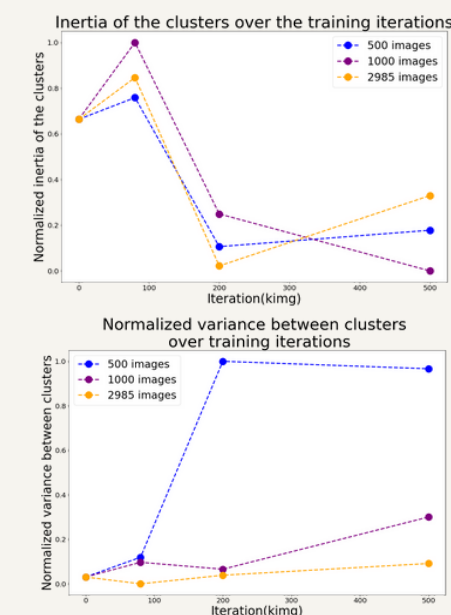 Inertia of the clusters over the training iterations
1.0
0.8
0.6
0.4
0.2
0.0
Normalized inertia of the clusters
500 images
1000 images
2985 images
0
100
200
300
400
500
Iteration(kimg)
Normalized variance between clusters
over training iterations
1.0
0.8
0.6
0.4
0.2
0.0
Normalized variance between clusters
500 images
1000 images
2985 images
0
100
200
300
400
500
Iteration(kimg)